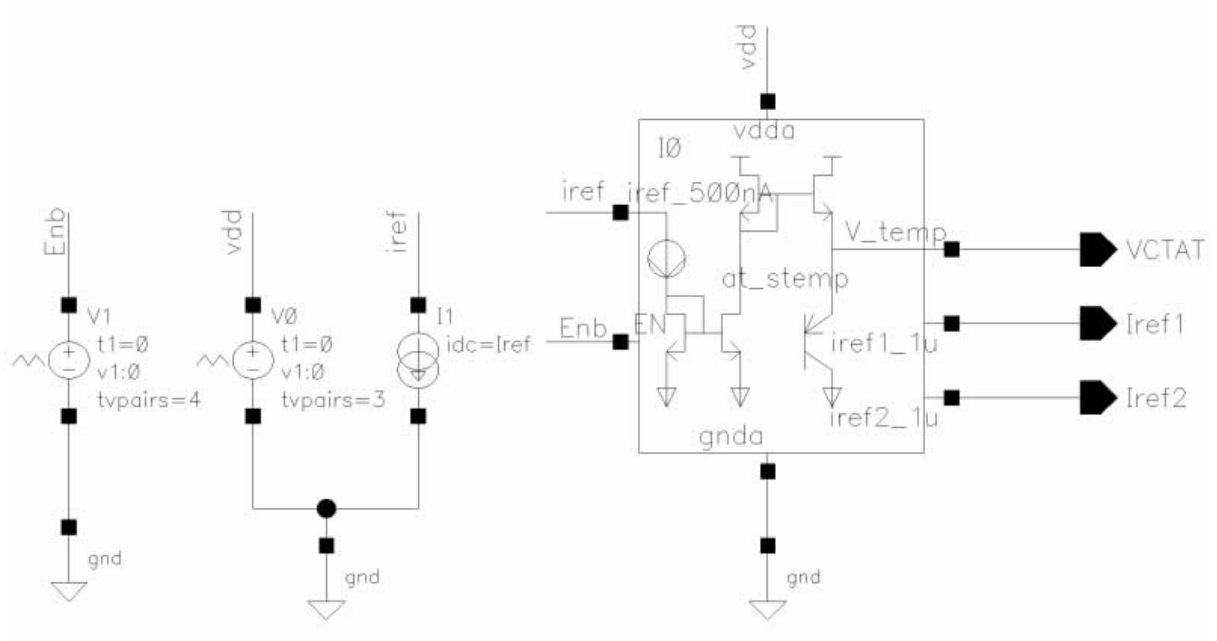 Enb
V1
t1=0
v1:0
tvpairs=4
gnd
vdd
V0
t1=0
v1:0
tvpairs=3
iref
I1
idc=Iref
gnd
vdd
vdda
I0
iref
iref_500nA
Enb
EN
V_temp
at_stemp
iref1_1u
iref2_1u
gnda
gnd
VCTAT
Iref1
Iref2